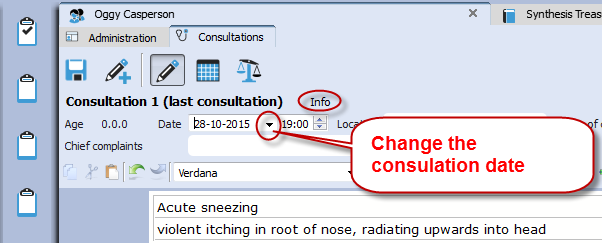 Oggy Casperson
Synthesis Treas
Administration Consultations
Consultation 1 (last consultation) Info
Age 0.0.0 Date 28-10-2015 19:00 Locat
of c
Change the
consulation date
Chief complaints
Verdana
Acute sneezing
violent itching in root of nose, radiating upwards into head